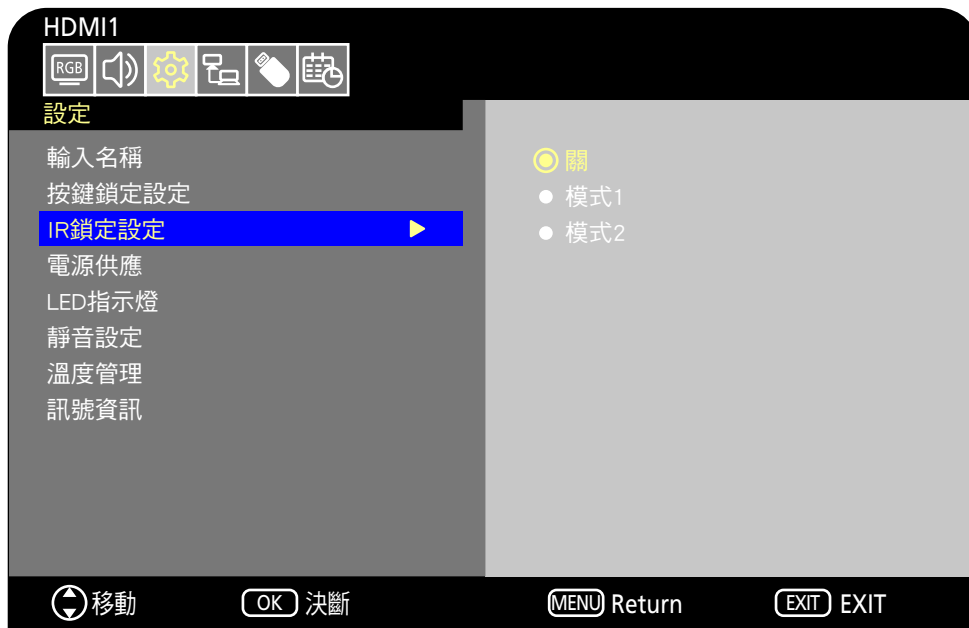 HDMI1
RGB
設定
輸入名稱
按鍵鎖定設定
IR鎖定設定
電源供應
LED指示燈
靜音設定
溫度管理
訊號資訊
關
模式1
模式2
移動 OK 決斷 MENU Return EXIT EXIT